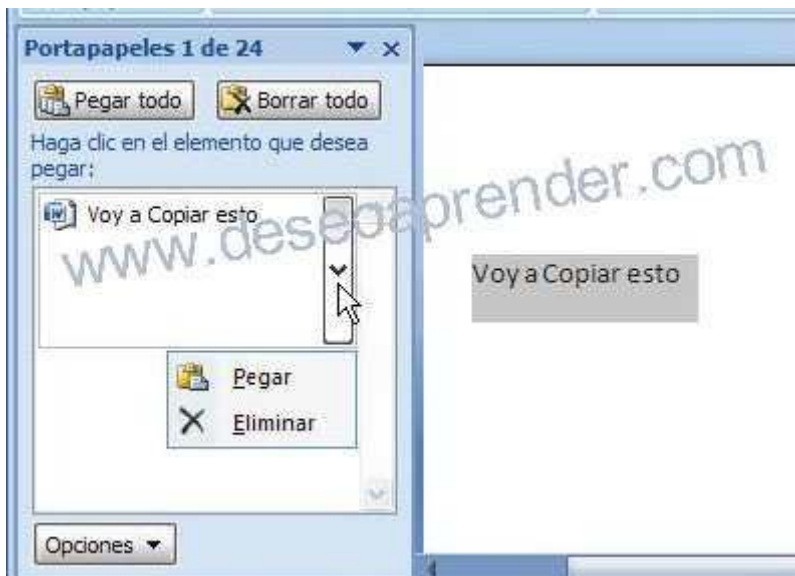 Portapapeles 1 de 24
Pegar todo
Borrar todo
Haga clic en el elemento que desea
pegar:
Voy a Copiar esto
www.deseoaprender.com
Voy a Copiar esto
Pegar
Eliminar
Opciones